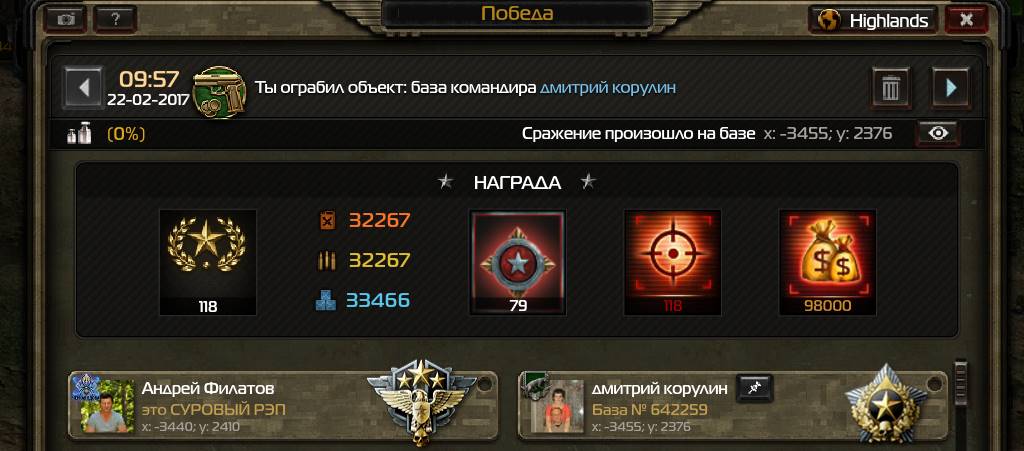 Победа
Highlands
09:57
22-02-2017
Ты ограбил объект: база командира дмитрий корулин
(0%)
Сражение произошло на базе x: -3455; y: 2376
НАГРАДА
118
32267
32267
33466
79
118
98000
Андрей Филатов
это СУРОВЫЙ РЭП
x: -3440; y: 2410
дмитрий корулин
База № 642259
x: -3455; y: 2376